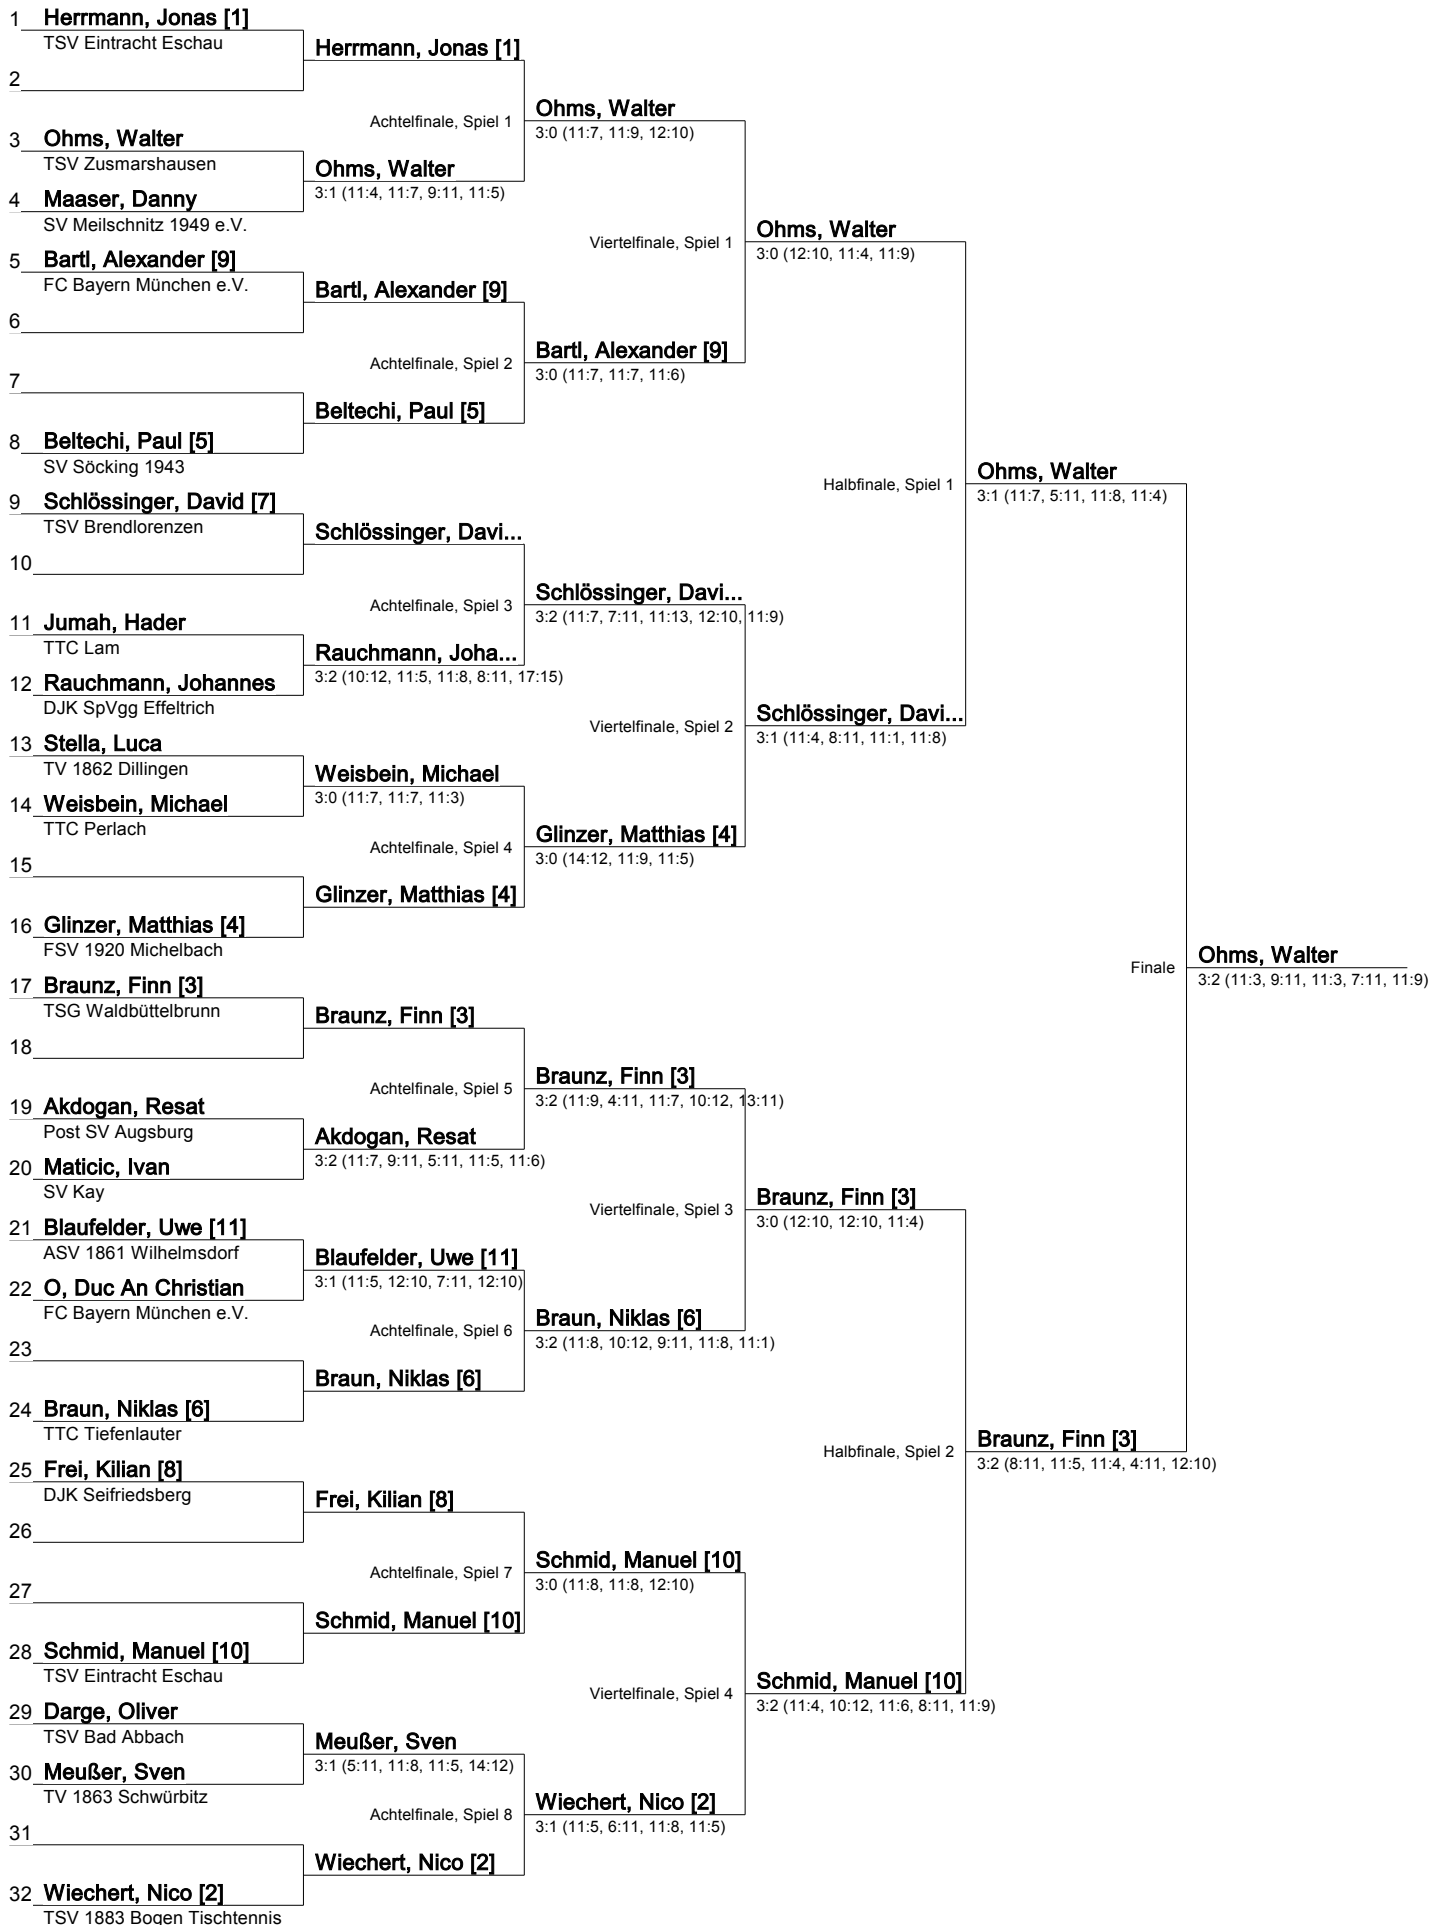 1 Herrmann, Jonas [1]
TSV Eintracht Eschau
Herrmann, Jonas [1]
2
Achtelfinale, Spiel 1
Ohms, Walter
3:0 (11:7, 11:9, 12:10)
3 Ohms, Walter
TSV Zusmarshausen
Ohms, Walter
3:1 (11:4, 11:7, 9:11, 11:5)
4 Maaser, Danny
SV Meilschnitz 1949 e.V.
Viertelfinale, Spiel 1
Ohms, Walter
3:0 (12:10, 11:4, 11:9)
5 Bartl, Alexander [9]
FC Bayern München e.V.
Bartl, Alexander [9]
6
Achtelfinale, Spiel 2
Bartl, Alexander [9]
3:0 (11:7, 11:7, 11:6)
7
Beltechi, Paul [5]
8 Beltechi, Paul [5]
SV Söcking 1943
Halbfinale, Spiel 1
Ohms, Walter
3:1 (11:7, 5:11, 11:8, 11:4)
9 Schlössinger, David [7]
TSV Brendlorenzen
Schlössinger, Davi...
10
Achtelfinale, Spiel 3
Schlössinger, Davi...
3:2 (11:7, 7:11, 11:13, 12:10, 11:9)
11 Jumah, Hader
TTC Lam
Rauchmann, Joha...
3:2 (10:12, 11:5, 11:8, 8:11, 17:15)
12 Rauchmann, Johannes
DJK SpVgg Effeltrich
Viertelfinale, Spiel 2
Schlössinger, Davi...
3:1 (11:4, 8:11, 11:1, 11:8)
13 Stella, Luca
TV 1862 Dillingen
Weisbein, Michael
3:0 (11:7, 11:7, 11:3)
14 Weisbein, Michael
TTC Perlach
Achtelfinale, Spiel 4
Glinzer, Matthias [4]
3:0 (14:12, 11:9, 11:5)
15
Glinzer, Matthias [4]
16 Glinzer, Matthias [4]
FSV 1920 Michelbach
Finale
Ohms, Walter
3:2 (11:3, 9:11, 11:3, 7:11, 11:9)
17 Braunz, Finn [3]
TSG Waldbüttelbrunn
Braunz, Finn [3]
18
Achtelfinale, Spiel 5
Braunz, Finn [3]
3:2 (11:9, 4:11, 11:7, 10:12, 13:11)
19 Akdogan, Resat
Post SV Augsburg
Akdogan, Resat
3:2 (11:7, 9:11, 5:11, 11:5, 11:6)
20 Maticic, Ivan
SV Kay
Viertelfinale, Spiel 3
Braunz, Finn [3]
3:0 (12:10, 12:10, 11:4)
21 Blaufelder, Uwe [11]
ASV 1861 Wilhelmsdorf
Blaufelder, Uwe [11]
3:1 (11:5, 12:10, 7:11, 12:10)
22 O, Duc An Christian
FC Bayern München e.V.
Achtelfinale, Spiel 6
Braun, Niklas [6]
3:2 (11:8, 10:12, 9:11, 11:8, 11:1)
23
Braun, Niklas [6]
24 Braun, Niklas [6]
TTC Tiefenlauter
Halbfinale, Spiel 2
Braunz, Finn [3]
3:2 (8:11, 11:5, 11:4, 4:11, 12:10)
25 Frei, Kilian [8]
DJK Seifriedsberg
Frei, Kilian [8]
26
Achtelfinale, Spiel 7
Schmid, Manuel [10]
3:0 (11:8, 11:8, 12:10)
27
Schmid, Manuel [10]
28 Schmid, Manuel [10]
TSV Eintracht Eschau
Viertelfinale, Spiel 4
Schmid, Manuel [10]
3:2 (11:4, 10:12, 11:6, 8:11, 11:9)
29 Darge, Oliver
TSV Bad Abbach
Meußer, Sven
3:1 (5:11, 11:8, 11:5, 14:12)
30 Meußer, Sven
TV 1863 Schwürbitz
Achtelfinale, Spiel 8
Wiechert, Nico [2]
3:1 (11:5, 6:11, 11:8, 11:5)
31
Wiechert, Nico [2]
32 Wiechert, Nico [2]
TSV 1883 Bogen Tischtennis